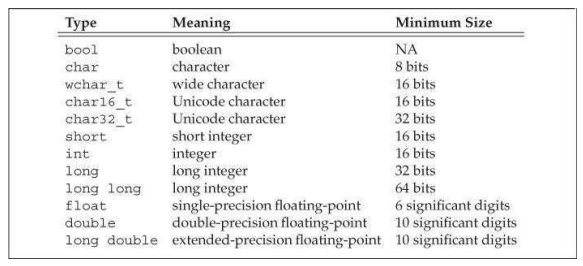 Type Meaning Minimum Size
bool boolean NA
char character 8 bits
wchar_t wide character 16 bits
char16_t Unicode character 16 bits
char32_t Unicode character 32 bits
short short integer 16 bits
int integer 16 bits
long long integer 32 bits
long long long integer 64 bits
float single-precision floating-point 6 significant digits
double double-precision floating-point 10 significant digits
long double extended-precision floating-point 10 significant digits